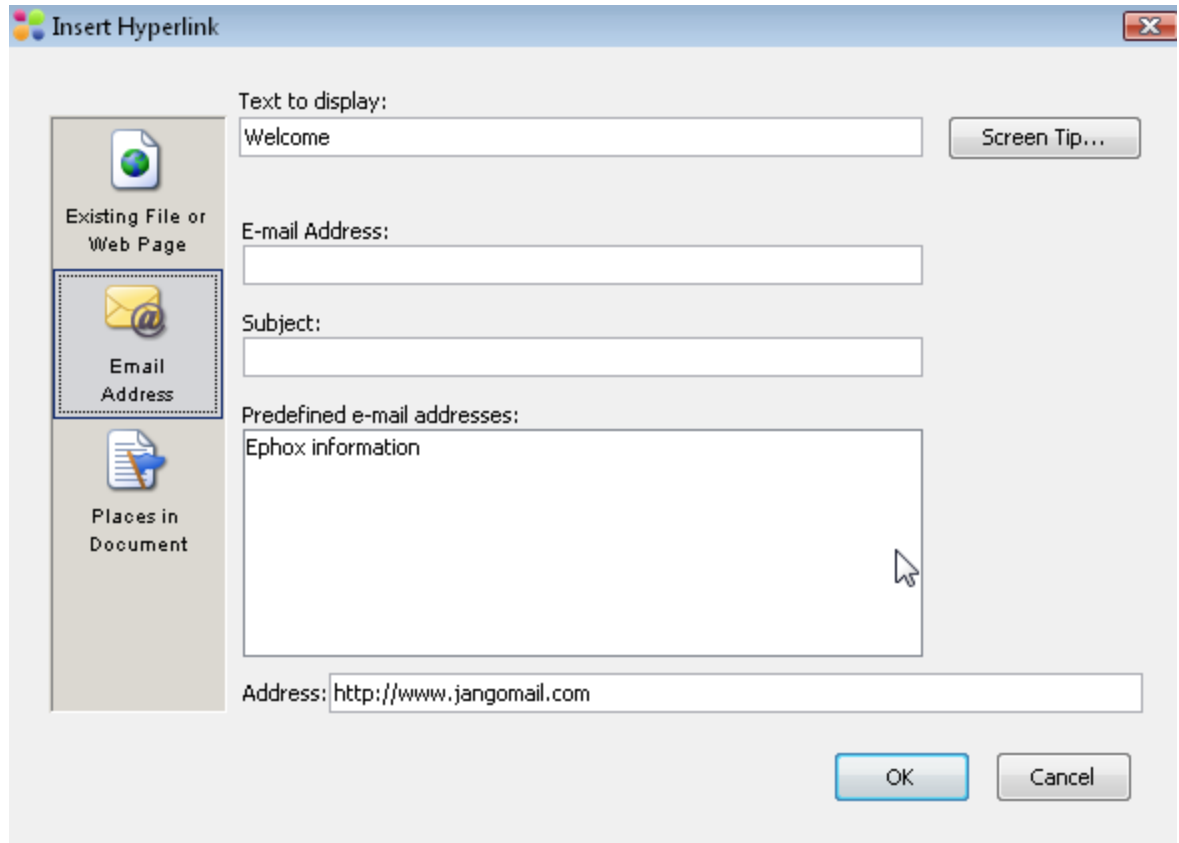 Insert Hyperlink
Text to display:
Welcome
Screen Tip...
Existing File or
Web Page
E-mail Address:
Email
Address
Subject:
Predefined e-mail addresses:
Ephox information
Places in
Document
Address: http://www.jangomail.com
OK
Cancel